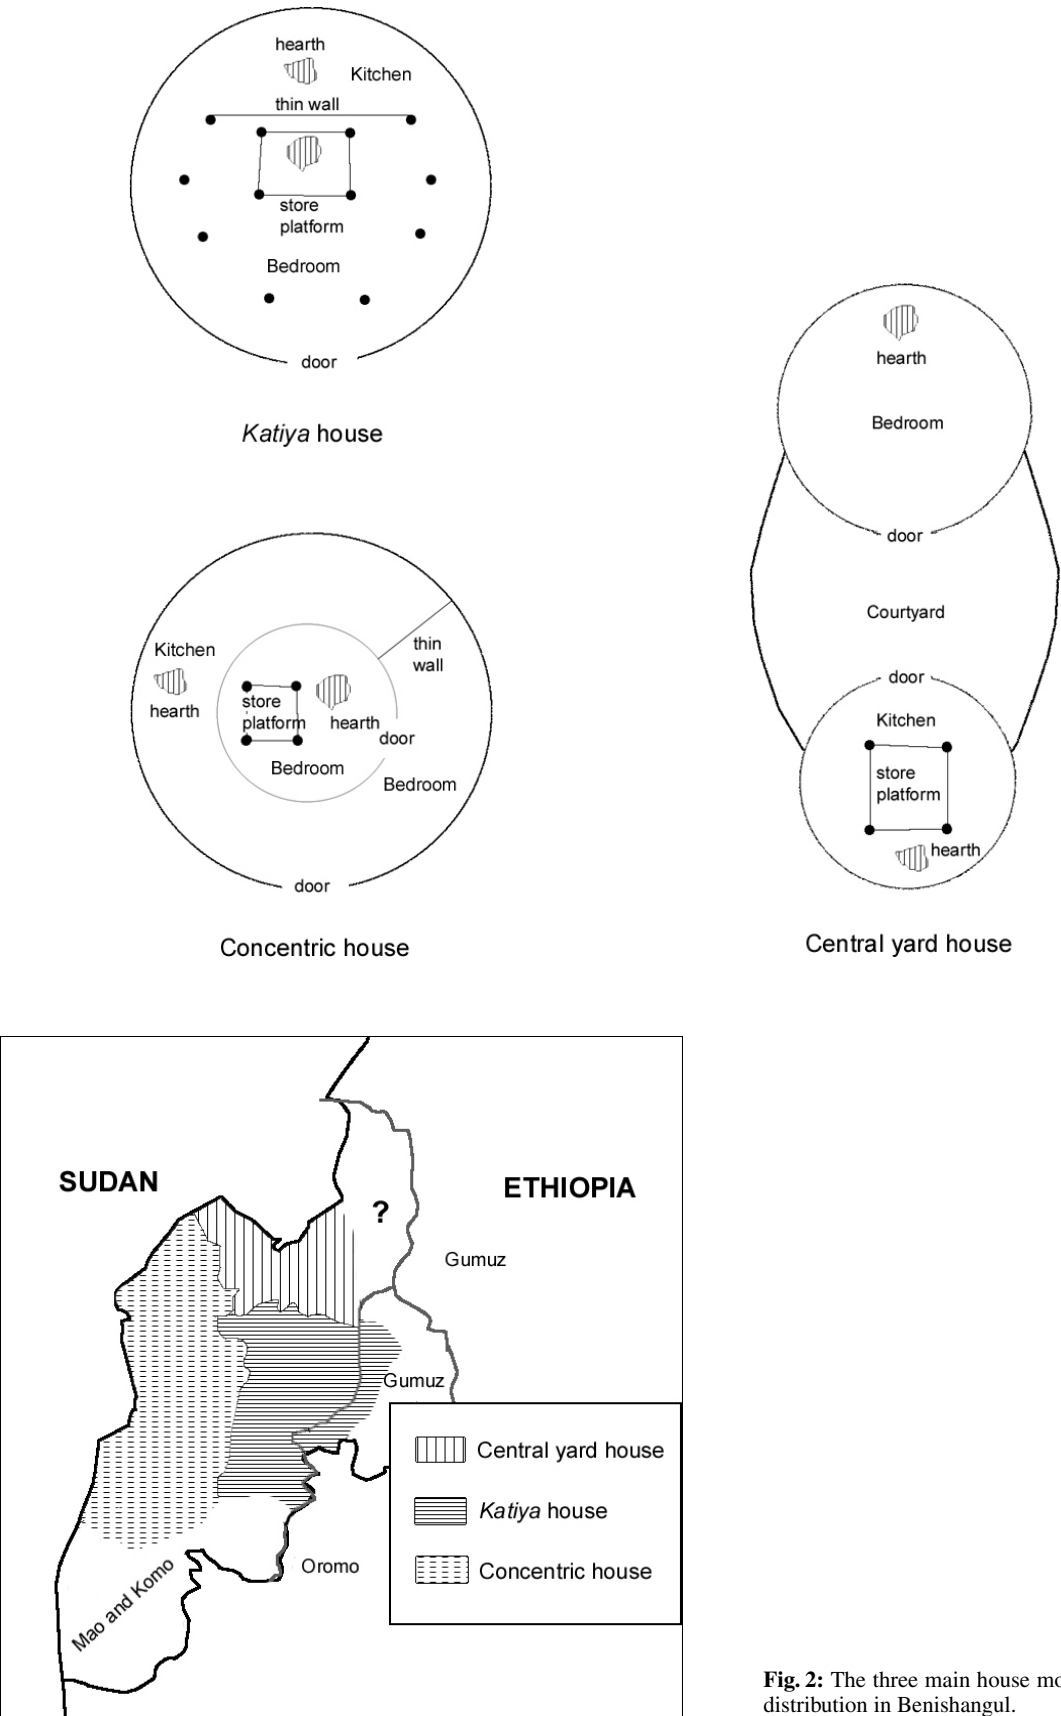 hearth
Kitchen
thin wall
store
platform
Bedroom
door
Katiya house
hearth
Bedroom
door
Courtyard
door
Kitchen
store
platform
hearth
Central yard house
Kitchen
hearth
thin
wall
store
platform
hearth
door
Bedroom
Bedroom
door
Concentric house
SUDAN
ETHIOPIA
?
Gumuz
Gumuz
Central yard house
Katiya house
Concentric house
Oromo
Mao and Komo
Fig. 2: The three main house
distribution in Benishangul.